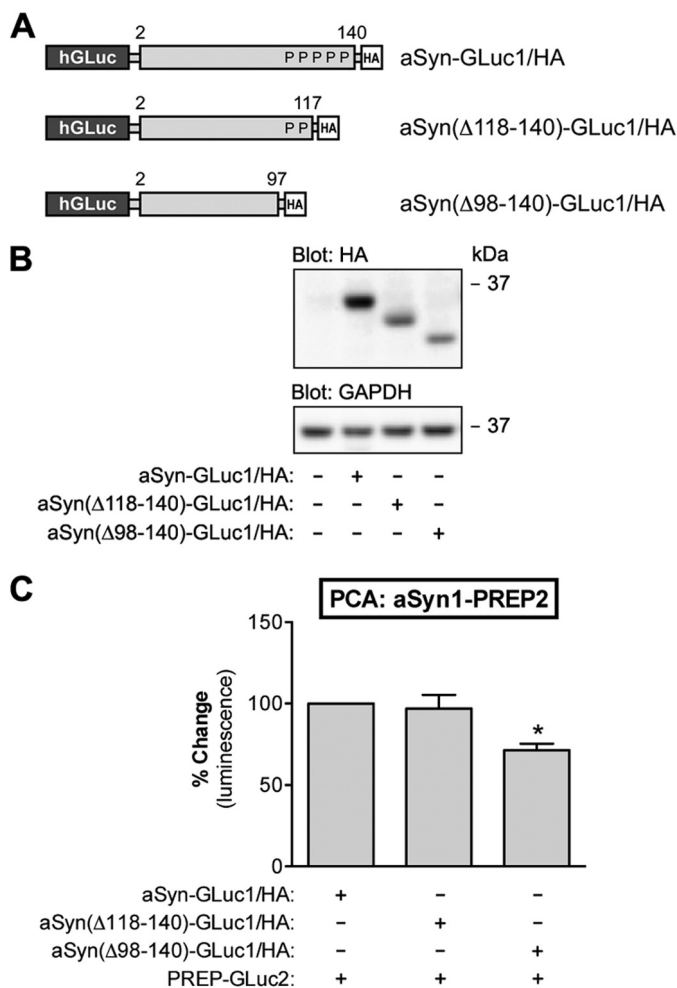 A
2 140
hGLuc P P P P P HA aSyn-GLuc1/HA
2 117
hGLuc P P HA aSyn(Δ118-140)-GLuc1/HA
2 97
hGLuc HA aSyn(Δ98-140)-GLuc1/HA
B
Blot: HA kDa
– 37
Blot: GAPDH
– 37
aSyn-GLuc1/HA: – + – –
aSyn(Δ118-140)-GLuc1/HA: – – + –
aSyn(Δ98-140)-GLuc1/HA: – – – +
C
PCA: aSyn1-PREP2
% Change
(luminescence)
150
100
50
0
*
aSyn-GLuc1/HA: + – –
aSyn(Δ118-140)-GLuc1/HA: – + –
aSyn(Δ98-140)-GLuc1/HA: – – +
PREP-GLuc2: + + +